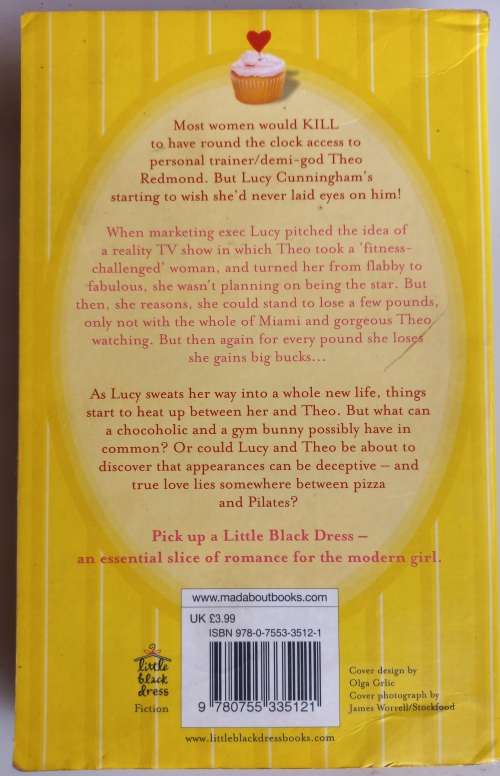 Most women would KILL
to have round the clock access to
personal trainer/demi-god Theo
Redmond. But Lucy Cunningham's
starting to wish she'd never laid eyes on him!
When marketing exec Lucy pitched the idea of
a reality TV show in which Theo took a 'fitness-
challenged' woman, and turned her from flabby to
fabulous, she wasn't planning on being the star. But
then, she reasons, she could stand to lose a few pounds,
only not with the whole of Miami and gorgeous Theo
watching. But then again for every pound she loses
she gains big bucks...
As Lucy sweats her way into a whole new life, things
start to heat up between her and Theo. But what can
a chocoholic and a gym bunny possibly have in
common? Or could Lucy and Theo be about to
discover that appearances can be deceptive – and
true love lies somewhere between pizza
and Pilates?
Pick up a Little Black Dress –
an essential slice of romance for the modern girl.
www.madaboutbooks.com
UK £3.99
ISBN 978-0-7553-3512-1
9 780755 335121
little
black
dress
Fiction
Cover design by
Olga Grlic
Cover photograph by
James Worrell/Stockfood
www.littleblackdressbooks.com